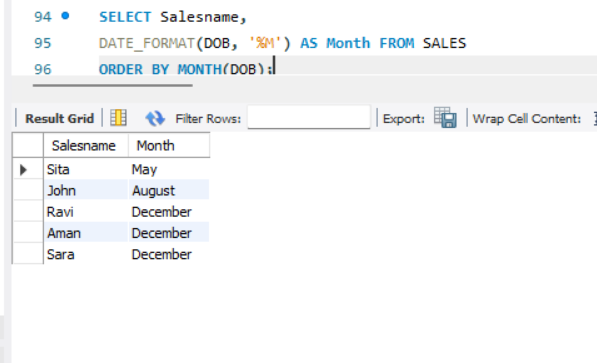 94 SELECT Salesname,
95 DATE_FORMAT(DOB, '%M') AS Month FROM SALES
96 ORDER BY MONTH(DOB);
Result Grid Filter Rows: Export: Wrap Cell Content:
Salesname Month
Sita May
John August
Ravi December
Aman December
Sara December